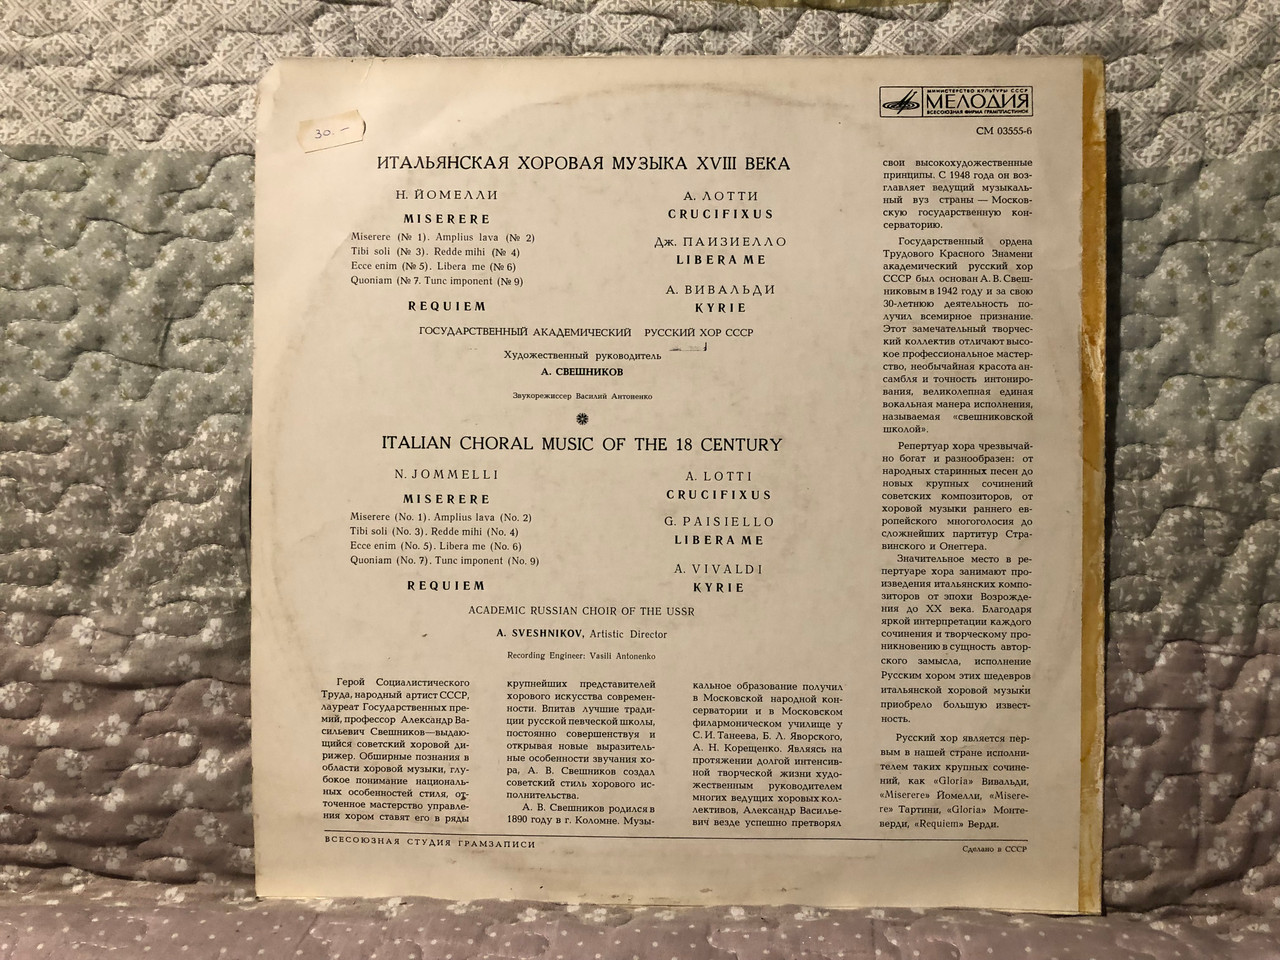 30.—
МИНИСТЕРСТВО КУЛЬТУРЫ СССР
МЕЛОДИЯ
ВСЕСОЮЗНАЯ ФИРМА ГРАМПЛАСТИНОК
СМ 03555-6
ИТАЛЬЯНСКАЯ ХОРОВАЯ МУЗЫКА XVIII ВЕКА
Н. ЙОМЕЛЛИ
MISERERE
Miserere (№ 1). Amplius lava (№ 2)
Tibi soli (№ 3). Redde mihi (№ 4)
Ecce enim (№ 5). Libera me (№ 6)
Quoniam (№ 7. Tunc imponent (№ 9)
REQUIEM
А. ЛОТТИ
CRUCIFIXUS
Дж. ПАИЗИЕЛЛО
LIBERA ME
А. ВИВАЛЬДИ
KYRIE
ГОСУДАРСТВЕННЫЙ АКАДЕМИЧЕСКИЙ РУССКИЙ ХОР СССР
Художественный руководитель
А. СВЕШНИКОВ
Звукорежиссер Василий Антоненко
ITALIAN CHORAL MUSIC OF THE 18 CENTURY
N. JOMMELLI
MISERERE
Miserere (No. 1). Amplius lava (No. 2)
Tibi soli (No. 3). Redde mihi (No. 4)
Ecce enim (No. 5). Libera me (No. 6)
Quoniam (No. 7). Tunc imponent (No. 9)
REQUIEM
A. LOTTI
CRUCIFIXUS
G. PAISIELLO
LIBERA ME
A. VIVALDI
KYRIE
ACADEMIC RUSSIAN CHOIR OF THE USSR
A. SVESHNIKOV, Artistic Director
Recording Engineer: Vasili Antonenko
Герой Социалистического
Труда, народный артист СССР,
лауреат Государственных пре-
мий, профессор Александр Ва-
сильевич Свешников—выдаю-
щийся советский хоровой ди-
рижер. Обширные познания в
области хоровой музыки, глу-
бокое понимание националь-
ных особенностей стиля, от-
точенное мастерство управле-
ния хором ставят его в ряды
крупнейших представителей
хорового искусства современ-
ности. Впитав лучшие тради-
ции русской певческой школы,
постоянно совершенствуя и
открывая новые выразитель-
ные особенности звучания хо-
ра, А. В. Свешников создал
советский стиль хорового ис-
полнительства.
А. В. Свешников родился в
1890 году в г. Коломне. Музы-
кальное образование получил
в Московской народной кон-
серватории и в Московском
филармоническом училище у
С. И. Танеева, Б. Л. Яворского,
А. Н. Корещенко. Являясь на
протяжении долгой интенсив-
ной творческой жизни худо-
жественным руководителем
многих ведущих хоровых кол-
лективов, Александр Василье-
вич везде успешно претворял
свои высокохудожественные
принципы. С 1948 года он воз-
главляет ведущий музыкаль-
ный вуз страны — Москов-
скую государственную кон-
серваторию.
Государственный ордена
Трудового Красного Знамени
академический русский хор
СССР был основан А. В. Свеш-
никовым в 1942 году и за свою
30-летнюю деятельность по-
лучил всемирное признание.
Этот замечательный творчес-
кий коллектив отличают высо-
кое профессиональное мастер-
ство, необычайная красота ан-
самбля и точность интониро-
вания, великолепная единая
вокальная манера исполнения,
называемая «свешниковской
школой».
Репертуар хора чрезвычай-
но богат и разнообразен: от
народных старинных песен до
новых крупных сочинений
советских композиторов, от
хоровой музыки раннего ев-
ропейского многоголосия до
сложнейших партитур Стра-
винского и Онеггера.
Значительное место в ре-
пертуаре хора занимают про-
изведения итальянских компо-
зиторов от эпохи Возрожде-
ния до XX века. Благодаря
яркой интерпретации каждого
сочинения и творческому про-
никновению в сущность автор-
ского замысла, исполнение
Русским хором этих шедевров
итальянской хоровой музыки
приобрело большую извест-
ность.
Русский хор является пер-
вым в нашей стране исполни-
телем таких крупных сочине-
ний, как «Gloria» Вивальди,
«Miserere» Йомелли, «Misere-
re» Тартини, «Gloria» Монте-
верди, «Requiem» Верди.
ВСЕСОЮЗНАЯ СТУДИЯ ГРАМЗАПИСИ
Сделано в СССР